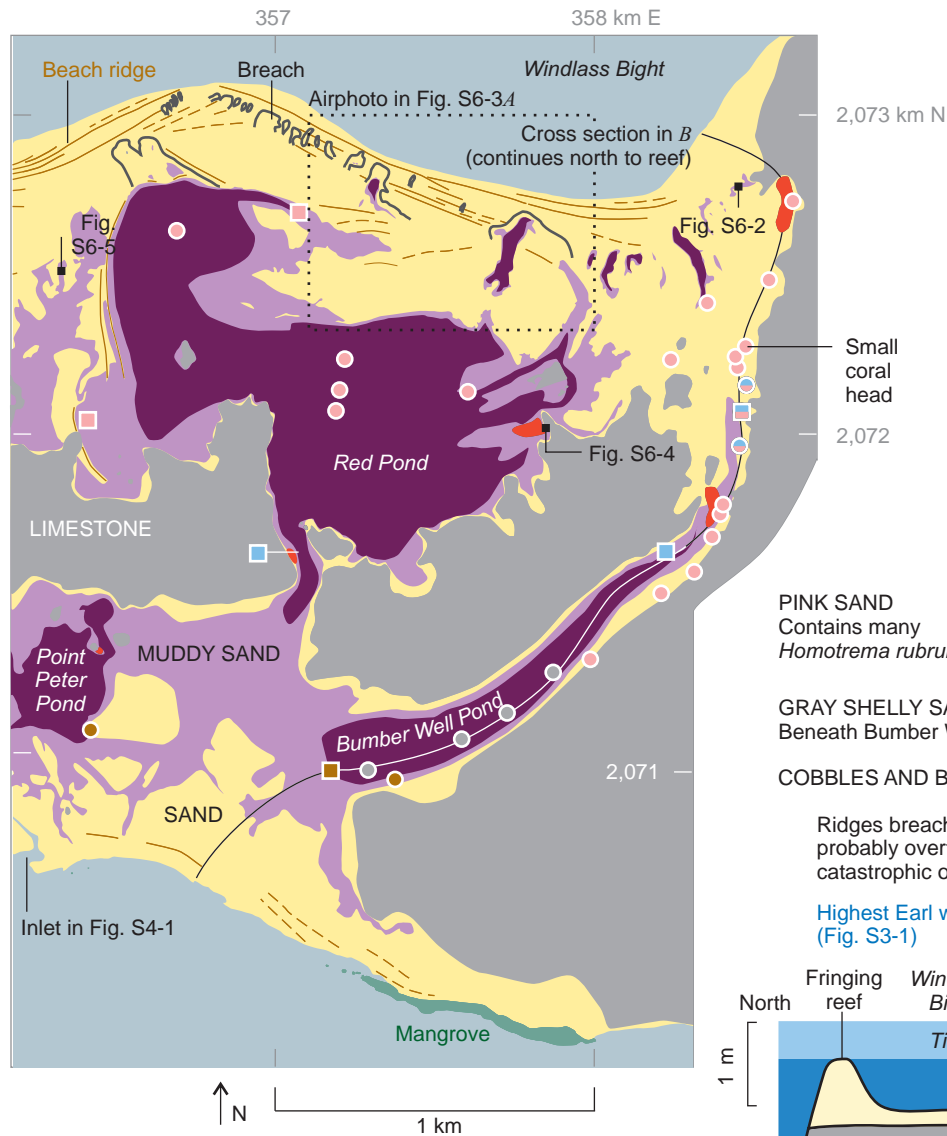 357
358 km E
Beach ridge
Breach
Windlass Bight
Airphoto in Fig. S6-3A
2,073 km N
Cross section in B
(continues north to reef)
Fig.
S6-5
Fig. S6-2
Small
coral
head
2,072
Red Pond
Fig. S6-4
LIMESTONE
PINK SAND
Contains many
Homotrema rubru
MUDDY SAND
Point
Peter
Pond
GRAY SHELLY SA
Beneath Bumber W
Bumber Well Pond
2,071
COBBLES AND B
SAND
Ridges breach
probably over
catastrophic o
Inlet in Fig. S4-1
Highest Earl w
(Fig. S3-1)
Fringing
reef
Win
Bi
North
Mangrove
Ti
1 m
N
1 km